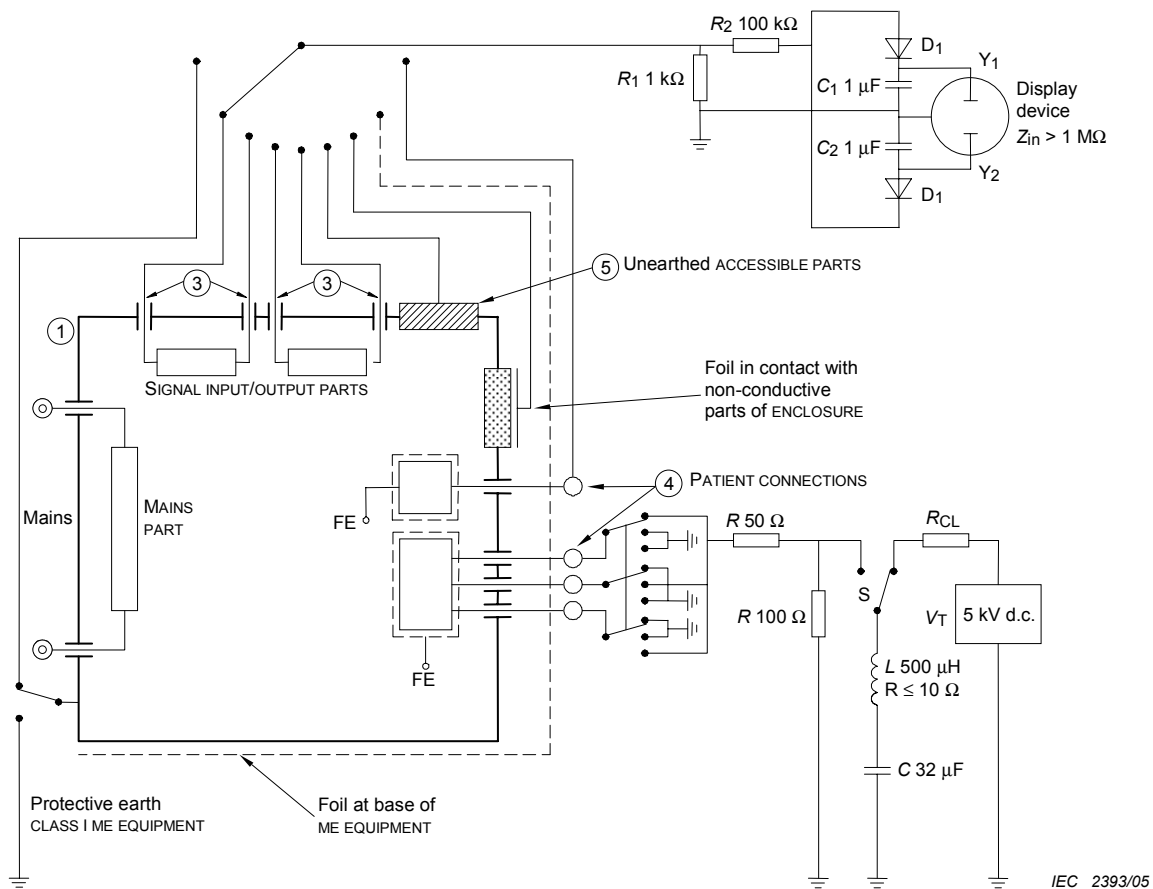 R2 100 kΩ
R1 1 kΩ
D1
Y1
C1 1 μF
Display
device
Zin > 1 MΩ
C2 1 μF
Y2
D1
5 Unearthed ACCESSIBLE PARTS
3
3
1
SIGNAL INPUT/OUTPUT PARTS
Foil in contact with
non-conductive
parts of ENCLOSURE
Mains
MAINS
PART
FE
4 PATIENT CONNECTIONS
R 50 Ω
RCL
S
R 100 Ω
VT
5 kV d.c.
L 500 μH
R ≤ 10 Ω
FE
C 32 μF
Protective earth
CLASS I ME EQUIPMENT
Foil at base of
ME EQUIPMENT
IEC 2393/05